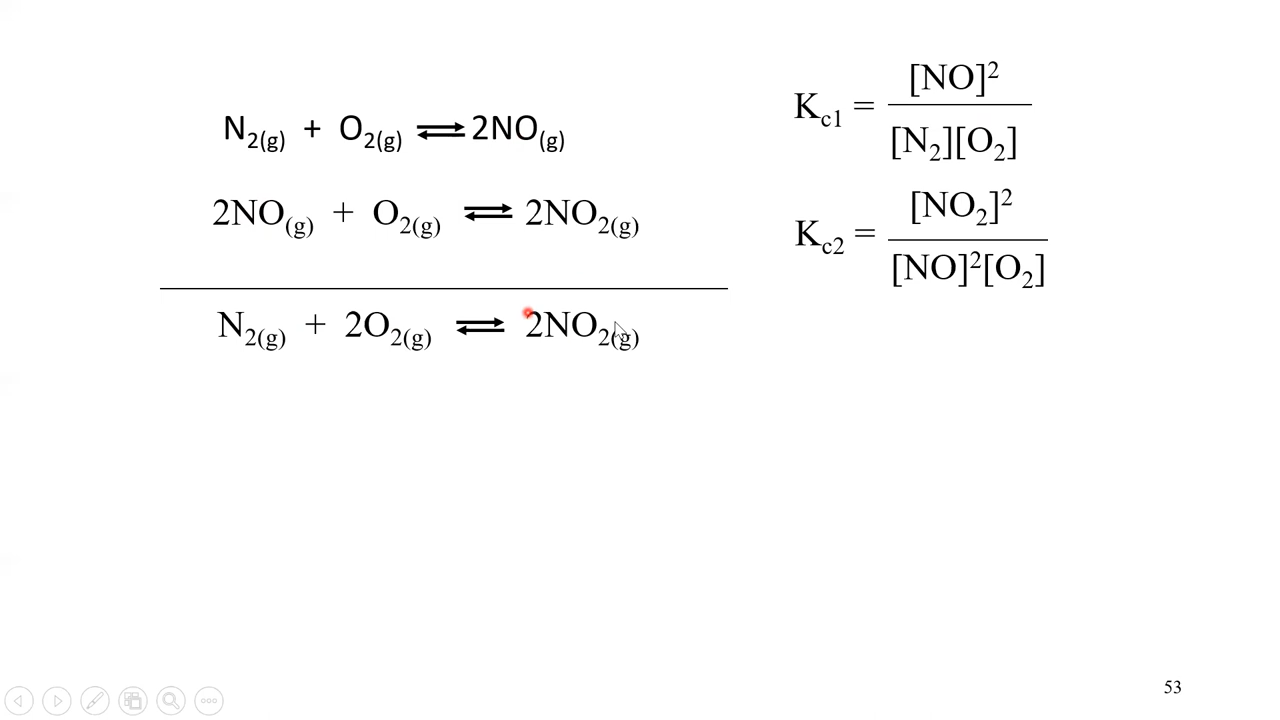 N₂(g) + O₂(g) ⇌ 2NO(g)
2NO(g) + O₂(g) ⇌ 2NO₂(g)
N₂(g) + 2O₂(g) ⇌ 2NO₂(g)
Kc1 = [NO]² / [N₂][O₂]
Kc2 = [NO₂]² / [NO]²[O₂]
53